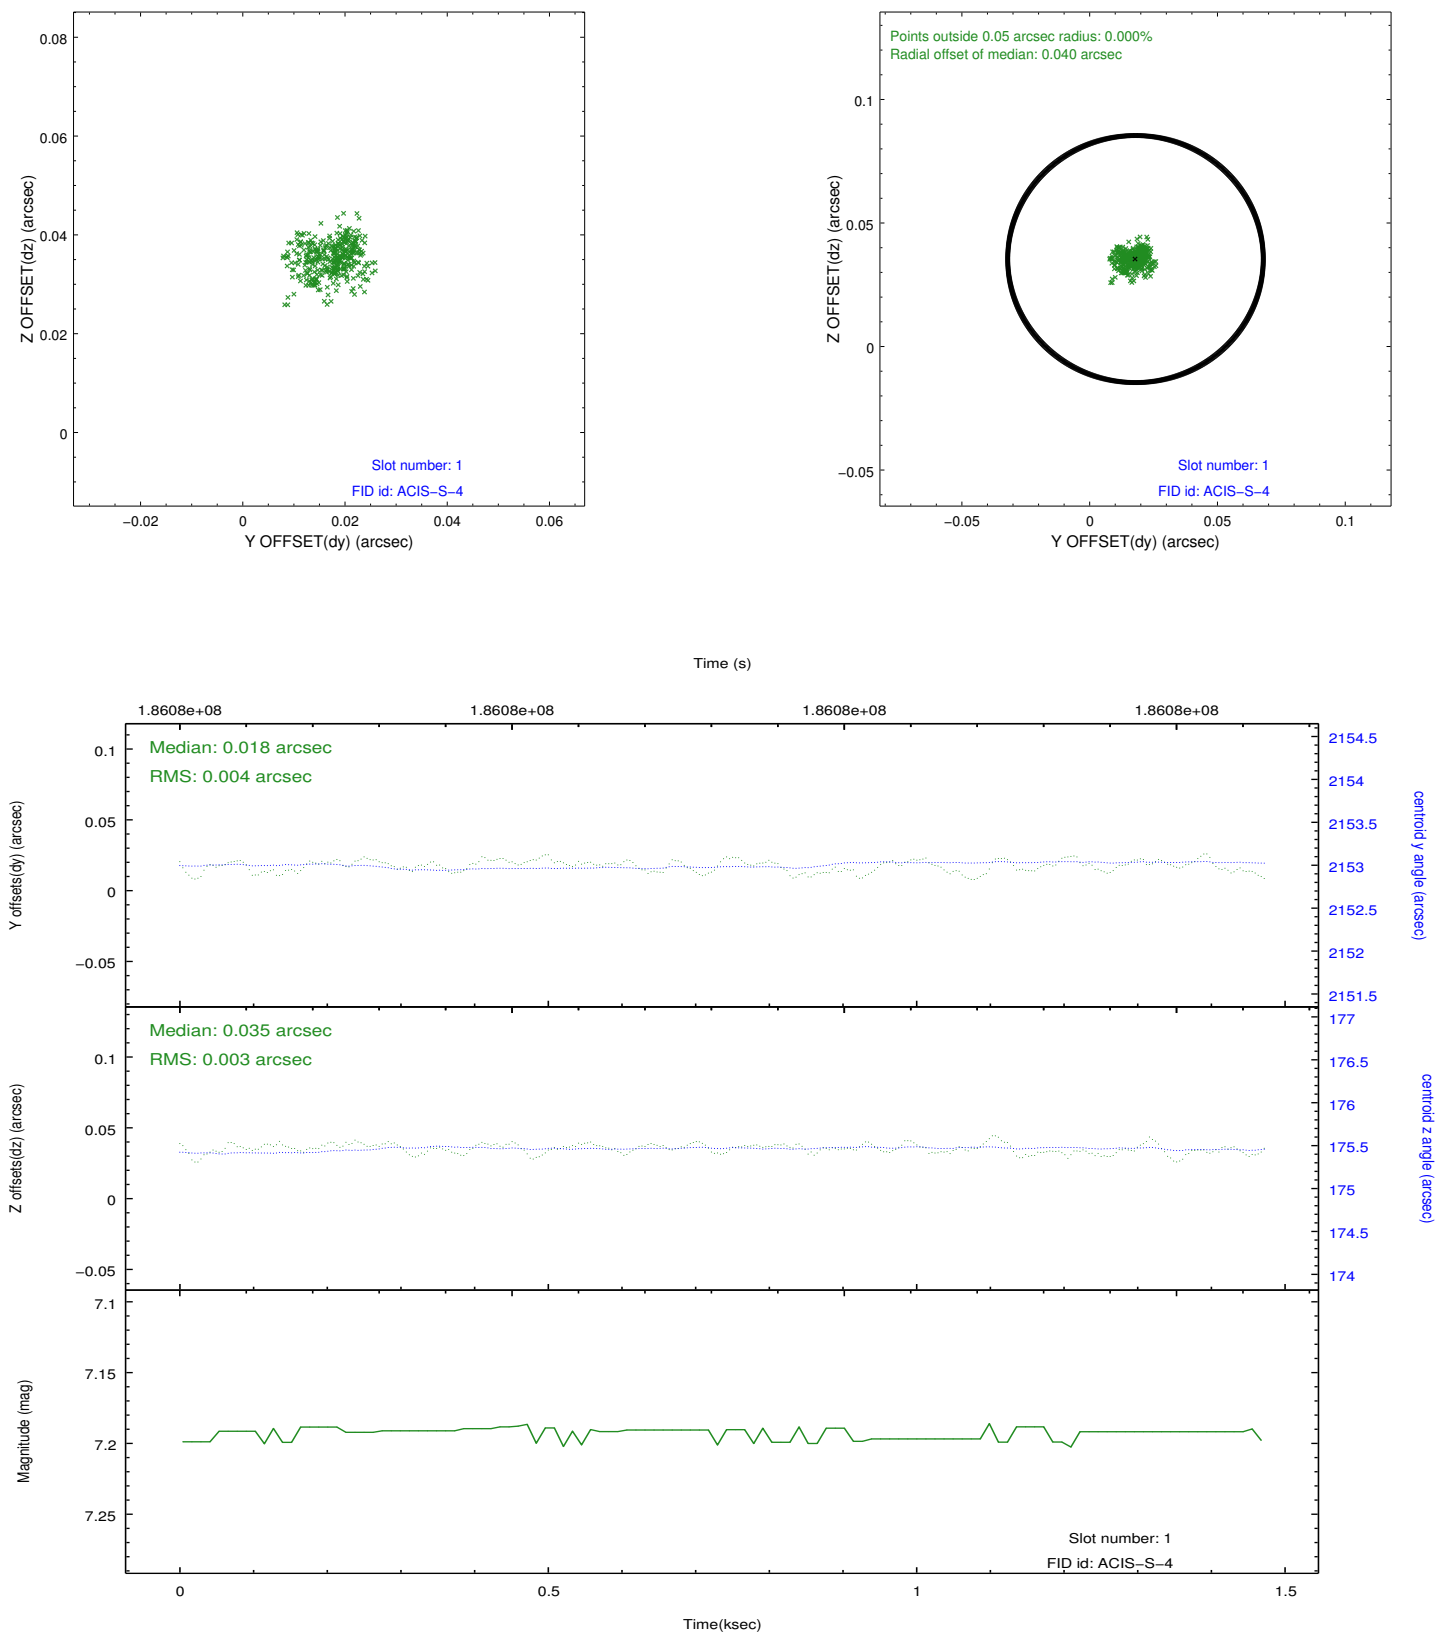 0.08
0.06
0.04
0.02
0
−0.02
0
0.02
0.04
0.06
Z OFFSET(dz) (arcsec)
Y OFFSET(dy) (arcsec)
Slot number: 1
FID id: ACIS−S−4
Points outside 0.05 arcsec radius: 0.000%
Radial offset of median: 0.040 arcsec
0.1
0.05
0
−0.05
−0.05
0
0.05
0.1
Z OFFSET(dz) (arcsec)
Y OFFSET(dy) (arcsec)
Slot number: 1
FID id: ACIS−S−4
Time (s)
1.8608e+08
1.8608e+08
1.8608e+08
1.8608e+08
Median: 0.018 arcsec
RMS: 0.004 arcsec
0.1
0.05
0
−0.05
Y offsets(dy) (arcsec)
2154.5
2154
2153.5
2153
2152.5
2152
2151.5
centroid y angle (arcsec)
Median: 0.035 arcsec
RMS: 0.003 arcsec
0.1
0.05
0
−0.05
Z offsets(dz) (arcsec)
177
176.5
176
175.5
175
174.5
174
centroid z angle (arcsec)
7.1
7.15
7.2
7.25
Magnitude (mag)
Slot number: 1
FID id: ACIS−S−4
0
0.5
1
1.5
Time(ksec)